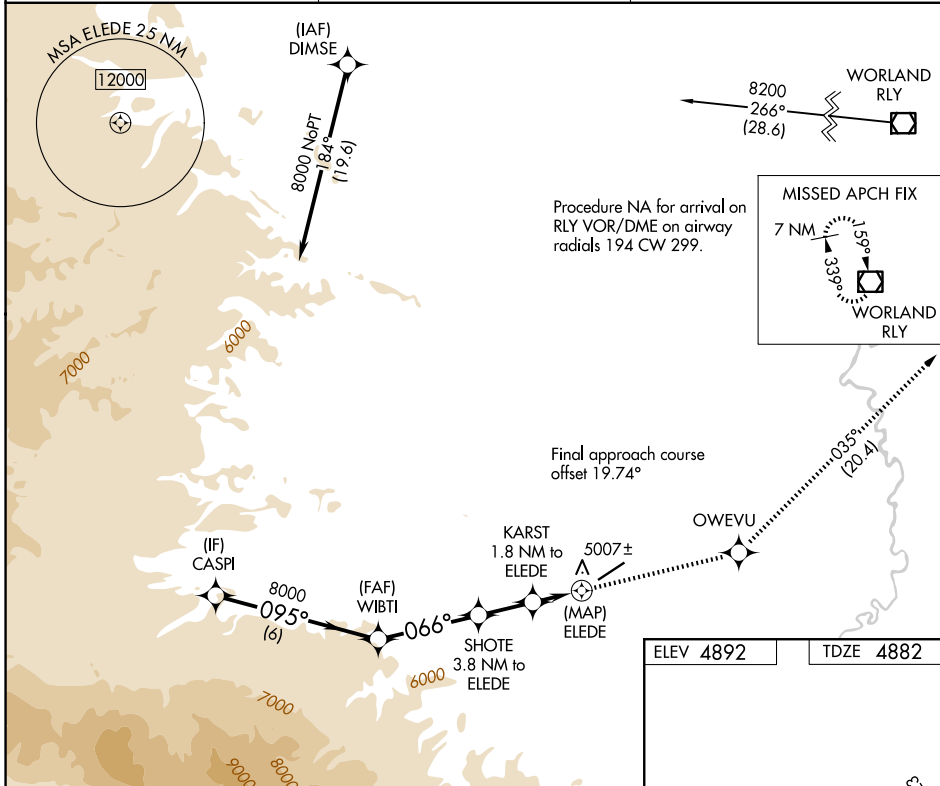 MSA ELEDE 25 NM
12000
(IAF)
DIMSE
8000 NoPT
184°
(19.6)
8200
266°
(28.6)
WORLAND
RLY
Procedure NA for arrival on
RLY VOR/DME on airway
radials 194 CW 299.
MISSED APCH FIX
7 NM
159°
339°
WORLAND
RLY
6000
7000
035°
(20.4)
Final approach course
offset 19.74°
OWEVU
KARST
1.8 NM to
ELEDE
5007±
(IF)
CASPI
8000
095°
(6)
(FAF)
WIBTI
066°
(MAP)
ELEDE
SHOTE
3.8 NM to
ELEDE
6000
7000
9000
8000
ELEV 4892
TDZE 4882